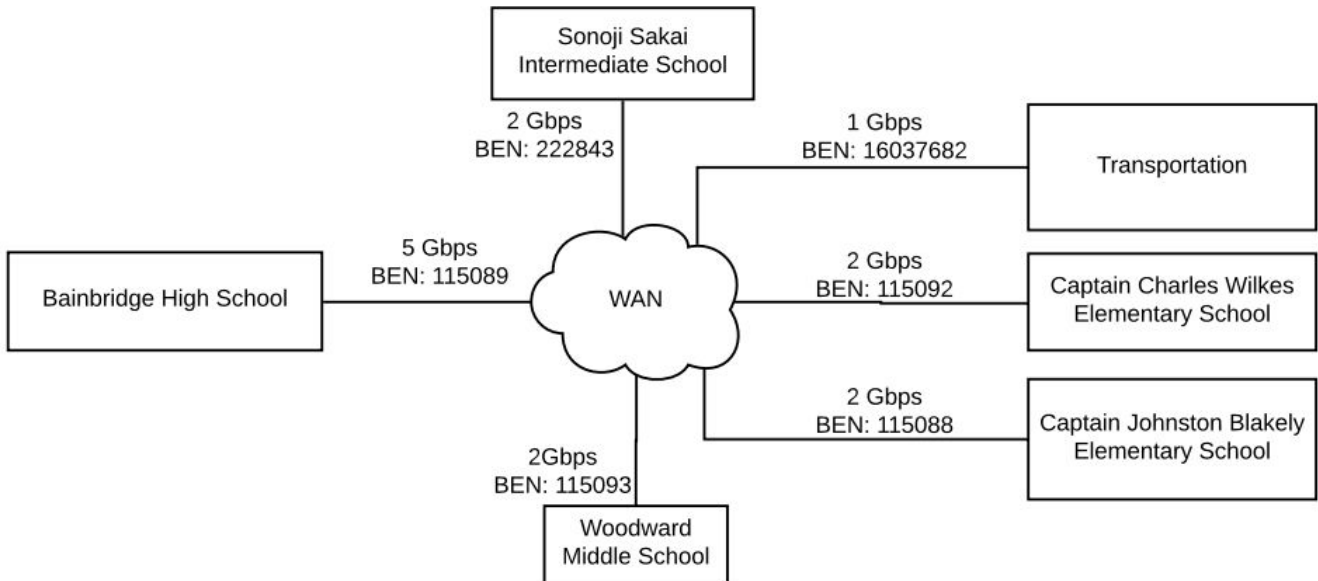 Sonoji Sakai
Intermediate School
2 Gbps
BEN: 222843
1 Gbps
BEN: 16037682
Transportation
5 Gbps
BEN: 115089
Bainbridge High School
WAN
2 Gbps
BEN: 115092
Captain Charles Wilkes
Elementary School
2 Gbps
BEN: 115088
Captain Johnston Blakely
Elementary School
2Gbps
BEN: 115093
Woodward
Middle School